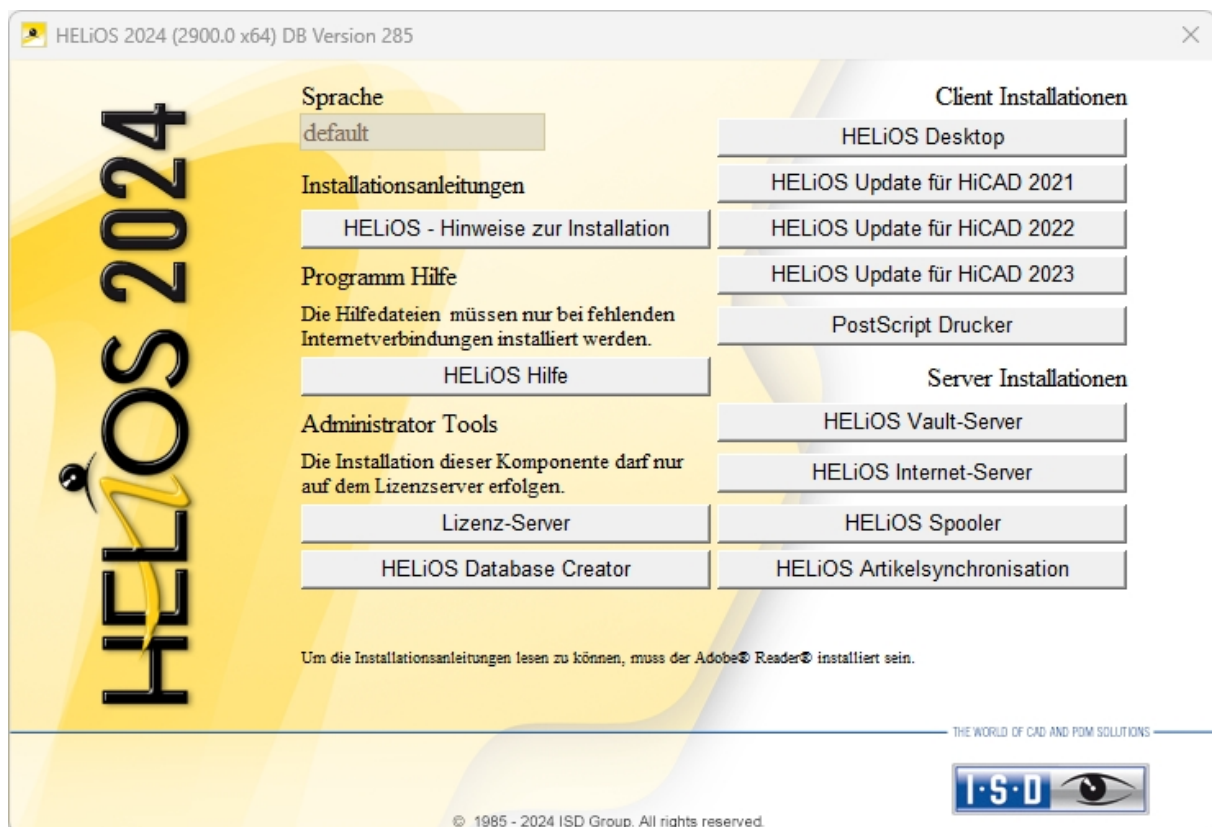 HELiOS 2024 (2900.0 x64) DB Version 285
HELiOS 2024
Sprache
default
Installationsanleitungen
HELiOS - Hinweise zur Installation
Programm Hilfe
Die Hilfedateien müssen nur bei fehlenden
Internetverbindungen installiert werden.
HELiOS Hilfe
Administrator Tools
Die Installation dieser Komponente darf nur
auf dem Lizenzserver erfolgen.
Lizenz-Server
HELiOS Database Creator
Client Installationen
HELiOS Desktop
HELiOS Update für HiCAD 2021
HELiOS Update für HiCAD 2022
HELiOS Update für HiCAD 2023
PostScript Drucker
Server Installationen
HELiOS Vault-Server
HELiOS Internet-Server
HELiOS Spooler
HELiOS Artikelsynchronisation
Um die Installationsanleitungen lesen zu können, muss der Adobe® Reader® installiert sein.
THE WORLD OF CAD AND PDM SOLUTIONS
I·S·D
© 1985 - 2024 ISD Group. All rights reserved.